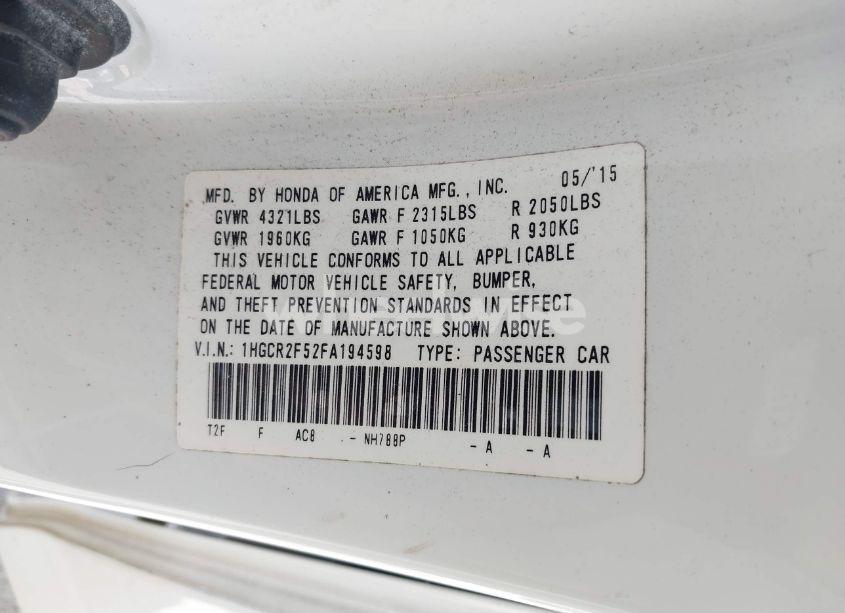 MFD. BY HONDA OF AMERICA MFG., INC. 05/'15
GVWR 4321LBS GAWR F 2315LBS R 2050LBS
GVWR 1960KG GAWR F 1050KG R 930KG
THIS VEHICLE CONFORMS TO ALL APPLICABLE
FEDERAL MOTOR VEHICLE SAFETY, BUMPER,
AND THEFT PREVENTION STANDARDS IN EFFECT
ON THE DATE OF MANUFACTURE SHOWN ABOVE.
V.I.N.: 1HGCR2F52FA194598 TYPE: PASSENGER CAR
T2F F AC8 - NH788P - A - A